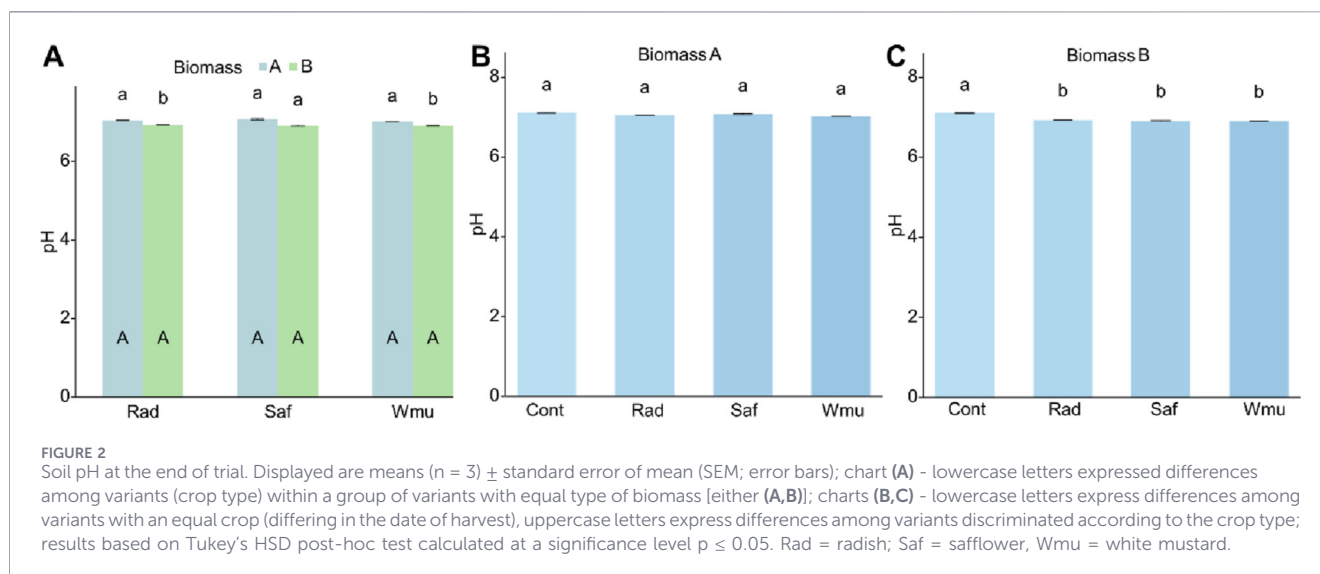 A
Biomass A B
a b a a a b
6
4
2
0
pH
A A A A A A
Rad Saf Wmu
B
Biomass A
8
a a a a
6
4
2
0
pH
Cont Rad Saf Wmu
C
Biomass B
8
a b b b
6
4
2
0
pH
Cont Rad Saf Wmu
FIGURE 2
Soil pH at the end of trial. Displayed are means (n = 3) ± standard error of mean (SEM; error bars); chart (A) - lowercase letters expressed differences
among variants (crop type) within a group of variants with equal type of biomass [either (A,B)]; charts (B,C) - lowercase letters express differences among
variants with an equal crop (differing in the date of harvest), uppercase letters express differences among variants discriminated according to the crop type;
results based on Tukey's HSD post-hoc test calculated at a significance level p ≤ 0.05. Rad = radish; Saf = safflower, Wmu = white mustard.